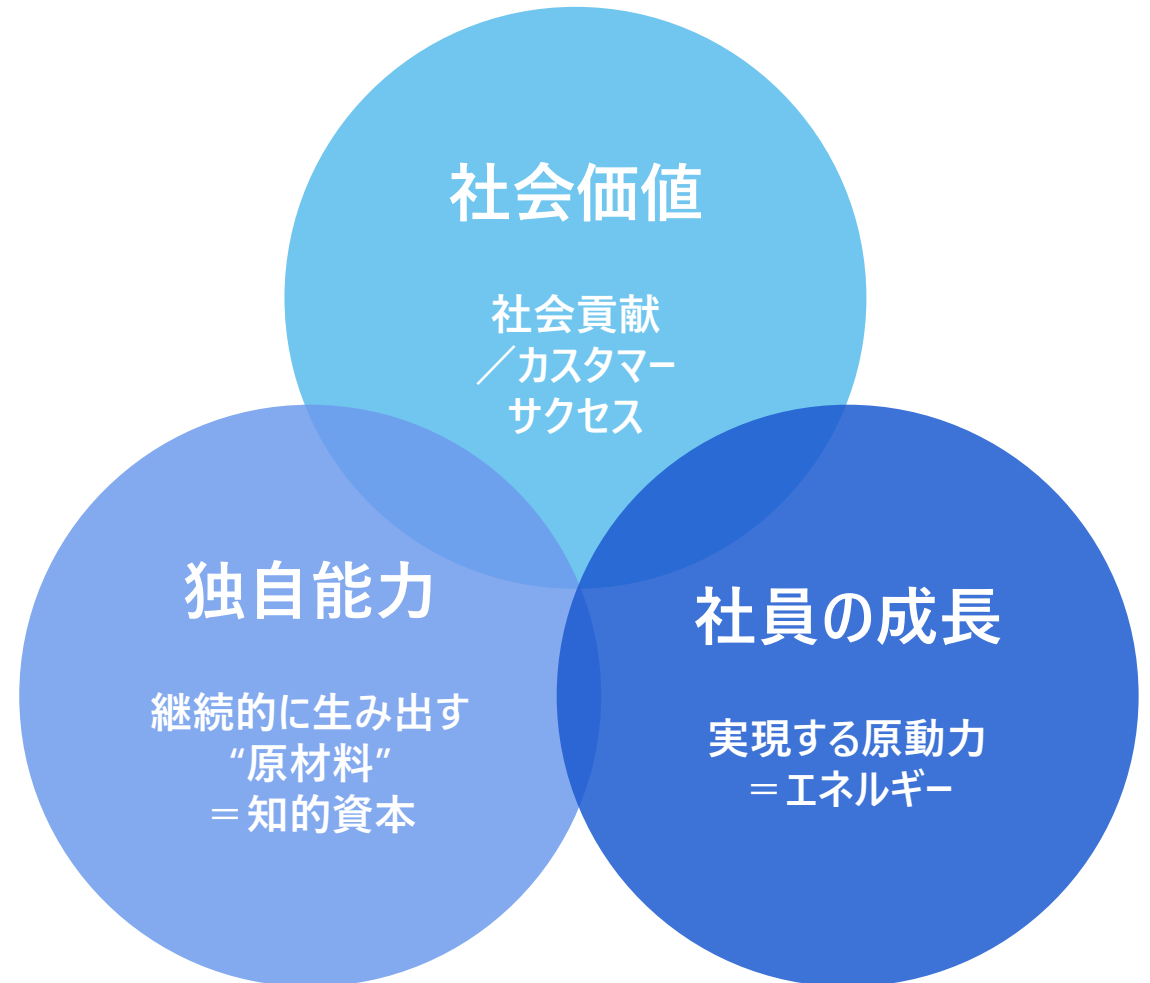 社会価値
社会貢献
／カスタマー
サクセス
独自能力
継続的に生み出す
“原材料”
＝知的資本
社員の成長
実現する原動力
＝エネルギー